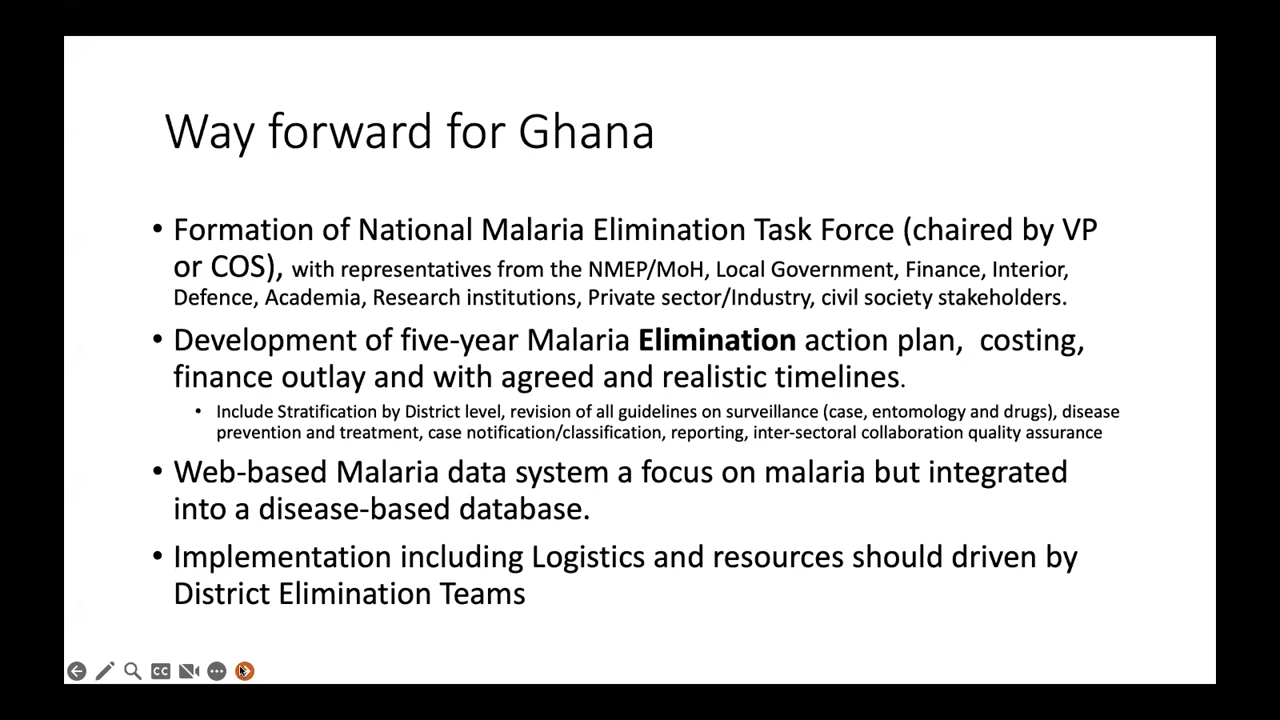 Way forward for Ghana
• Formation of National Malaria Elimination Task Force (chaired by VP
or COS), with representatives from the NMEP/MoH, Local Government, Finance, Interior,
Defence, Academia, Research institutions, Private sector/Industry, civil society stakeholders.
• Development of five-year Malaria Elimination action plan,  costing,
finance outlay and with agreed and realistic timelines.
• Include Stratification by District level, revision of all guidelines on surveillance (case, entomology and drugs), disease
prevention and treatment, case notification/classification, reporting, inter-sectoral collaboration quality assurance
• Web-based Malaria data system a focus on malaria but integrated
into a disease-based database.
• Implementation including Logistics and resources should driven by
District Elimination Teams
CC